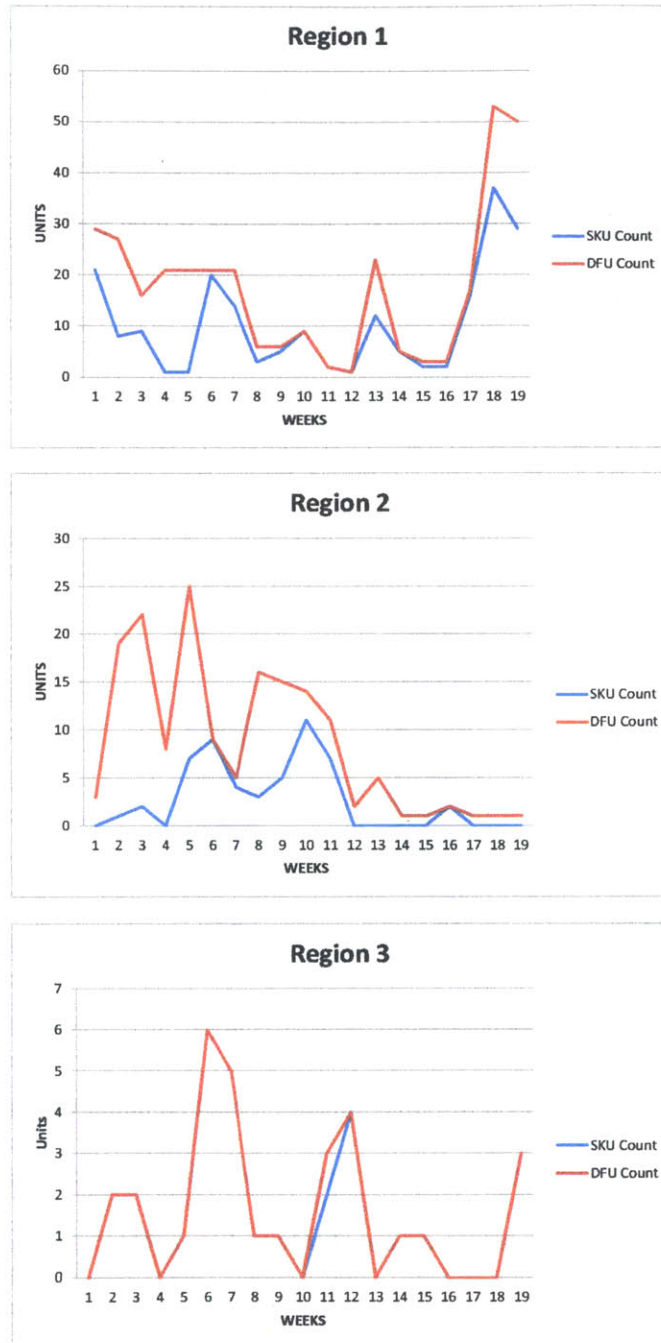 Region 1
60
50
40
30
20
10
0
UNITS
1 2 3 4 5 6 7 8 9 10 11 12 13 14 15 16 17 18 19
WEEKS
SKU Count
DFU Count
Region 2
30
25
20
15
10
5
0
UNITS
1 2 3 4 5 6 7 8 9 10 11 12 13 14 15 16 17 18 19
WEEKS
SKU Count
DFU Count
Region 3
7
6
5
4
3
2
1
0
Units
1 2 3 4 5 6 7 8 9 10 11 12 13 14 15 16 17 18 19
WEEKS
SKU Count
DFU Count